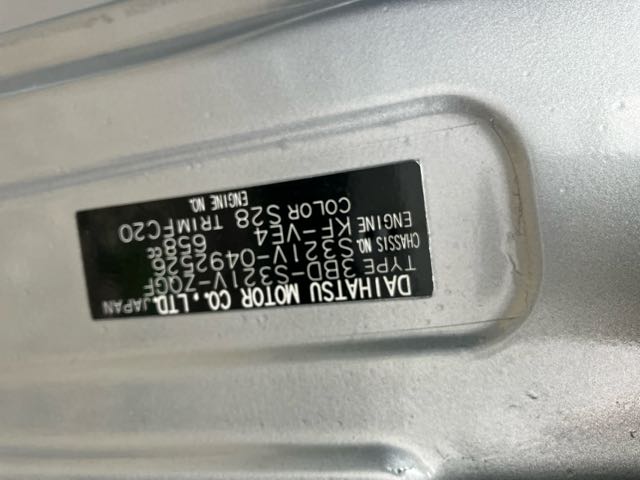 DAIHATSU MOTOR CO., LTD. JAPAN
TYPE 3BD-S321V-ZQGF
CHASSIS NO. S321V-0492526
ENGINE KF-VE4 658
COLOR S28 TRIM FC20
ENGINE NO.